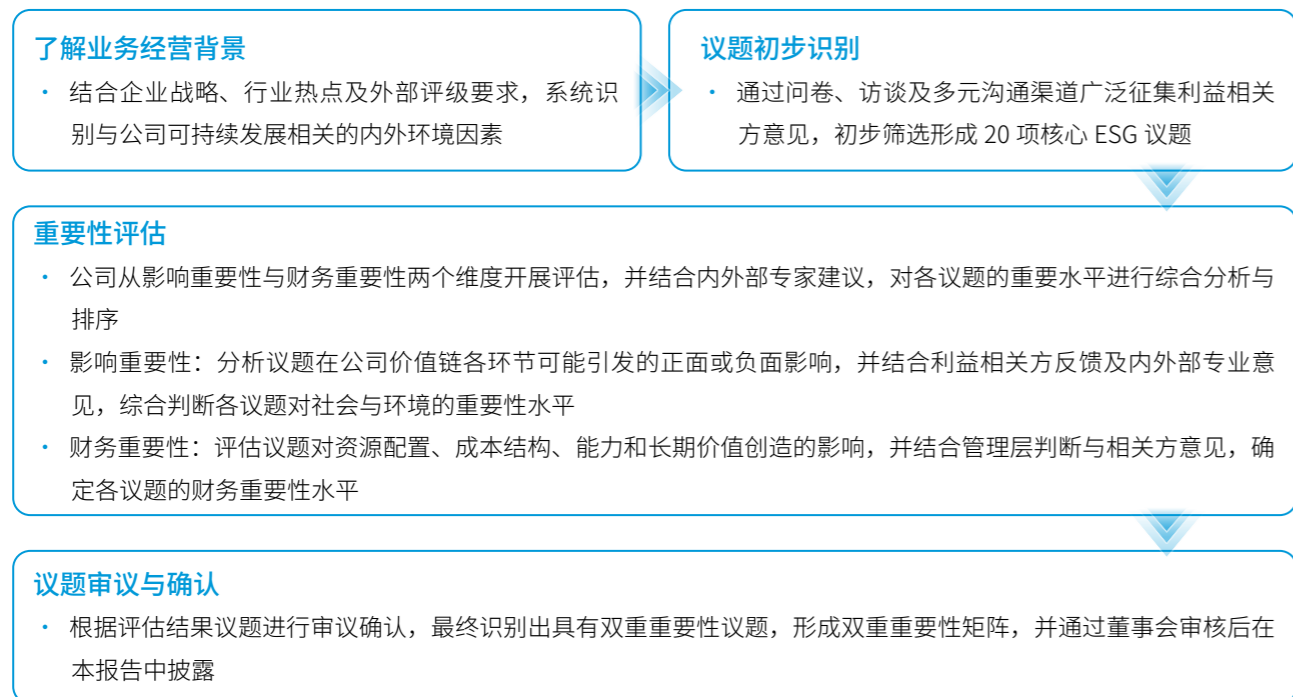 了解业务经营背景
· 结合企业战略、行业热点及外部评级要求，系统识
别与公司可持续发展相关的内外环境因素
议题初步识别
· 通过问卷、访谈及多元沟通渠道广泛征集利益相关
方意见，初步筛选形成 20 项核心 ESG 议题
重要性评估
· 公司从影响重要性与财务重要性两个维度开展评估，并结合内外部专家建议，对各议题的重要水平进行综合分析与
排序
· 影响重要性：分析议题在公司价值链各环节可能引发的正面或负面影响，并结合利益相关方反馈及内外部专业意
见，综合判断各议题对社会与环境的重要性水平
· 财务重要性：评估议题对资源配置、成本结构、能力和长期价值创造的影响，并结合管理层判断与相关方意见，确
定各议题的财务重要性水平
议题审议与确认
· 根据评估结果议题进行审议确认，最终识别出具有双重重要性议题，形成双重重要性矩阵，并通过董事会审核后在
本报告中披露